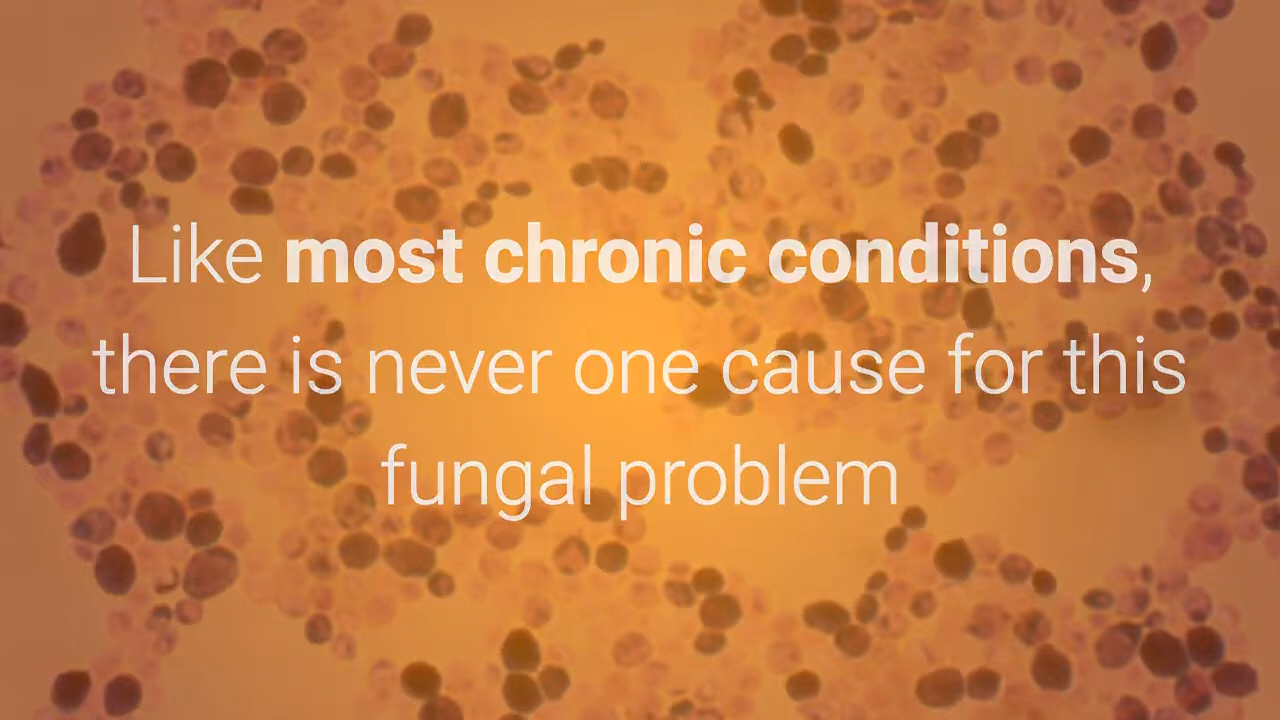 Like most chronic conditions,
there is never one cause for this
fungal problem